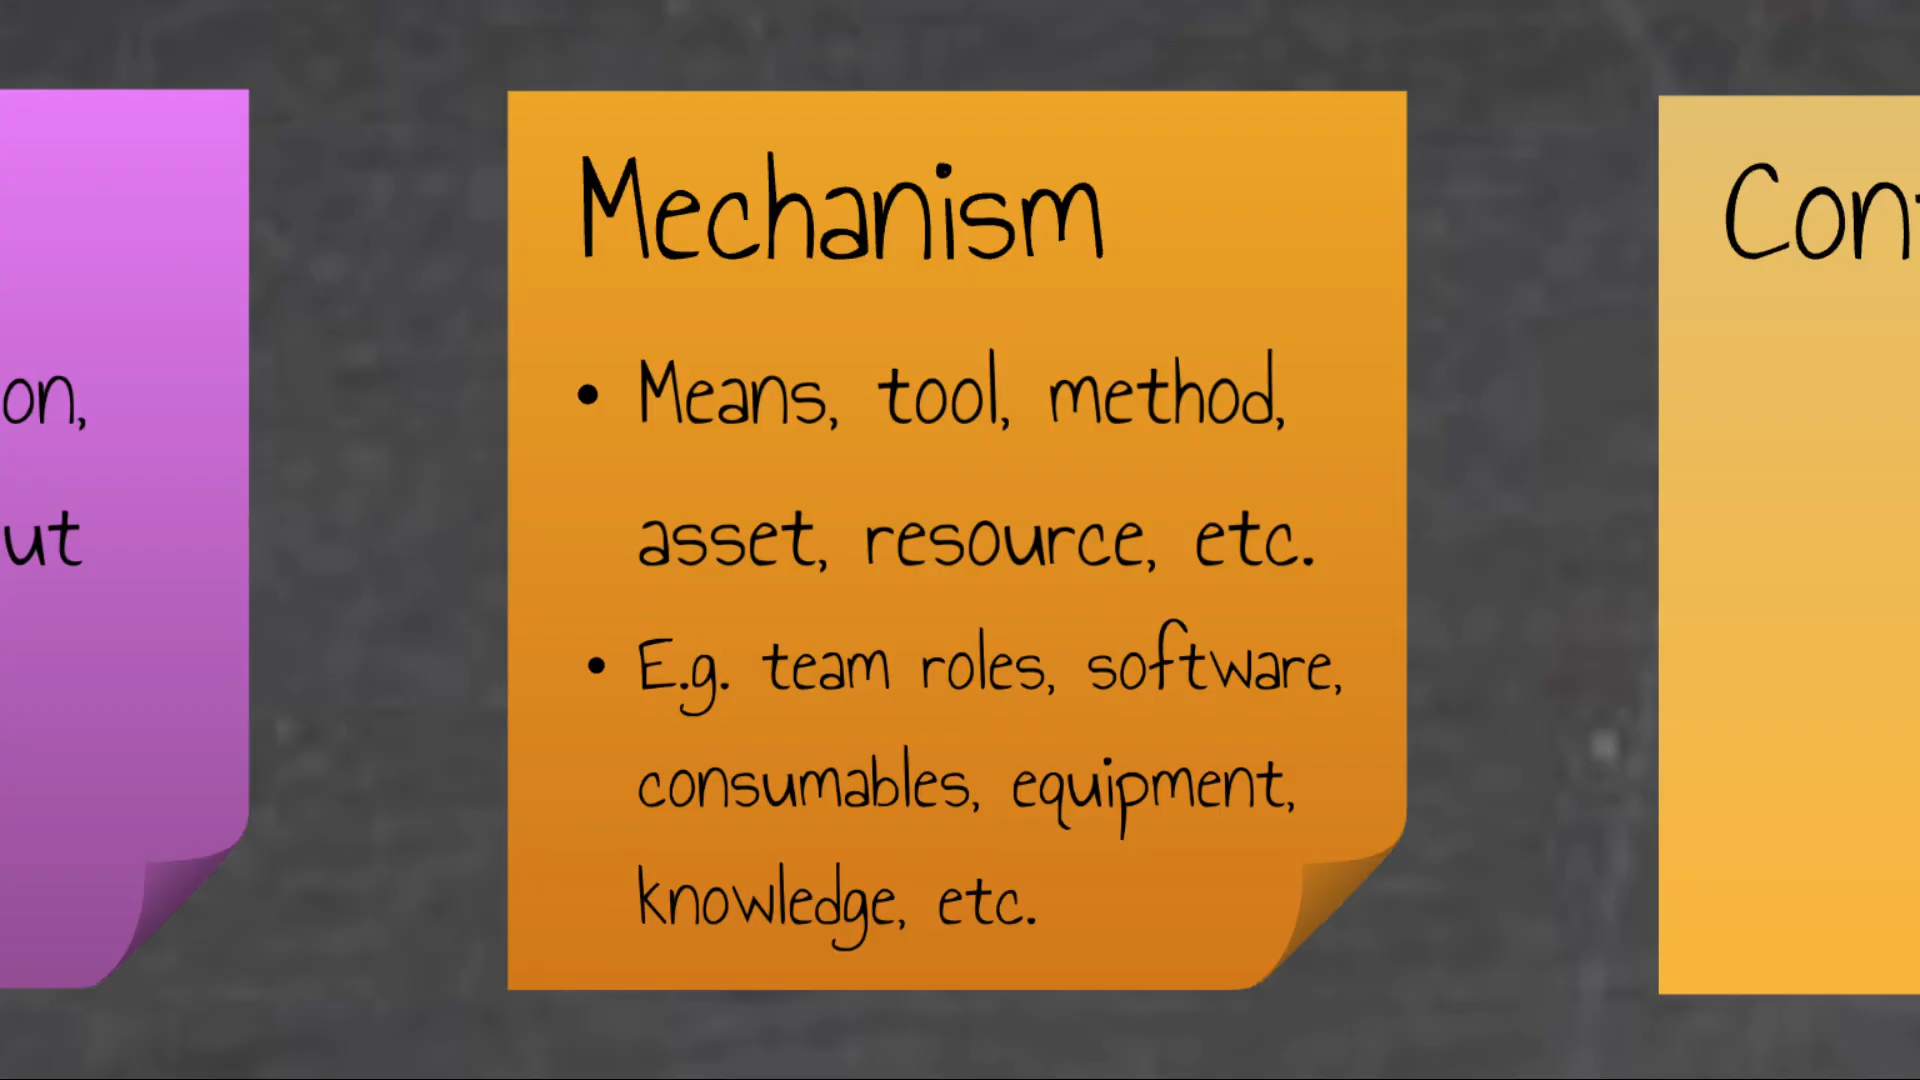 on,
ut
Mechanism
• Means, tool, method,
asset, resource, etc.
• E.g. team roles, software,
consumables, equipment,
knowledge, etc.
Con